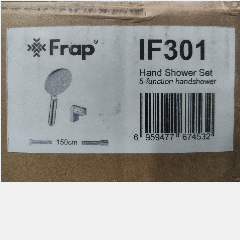 Frap®
IF301
Hand Shower Set
5-function handshower
150cm
6 959477 674532